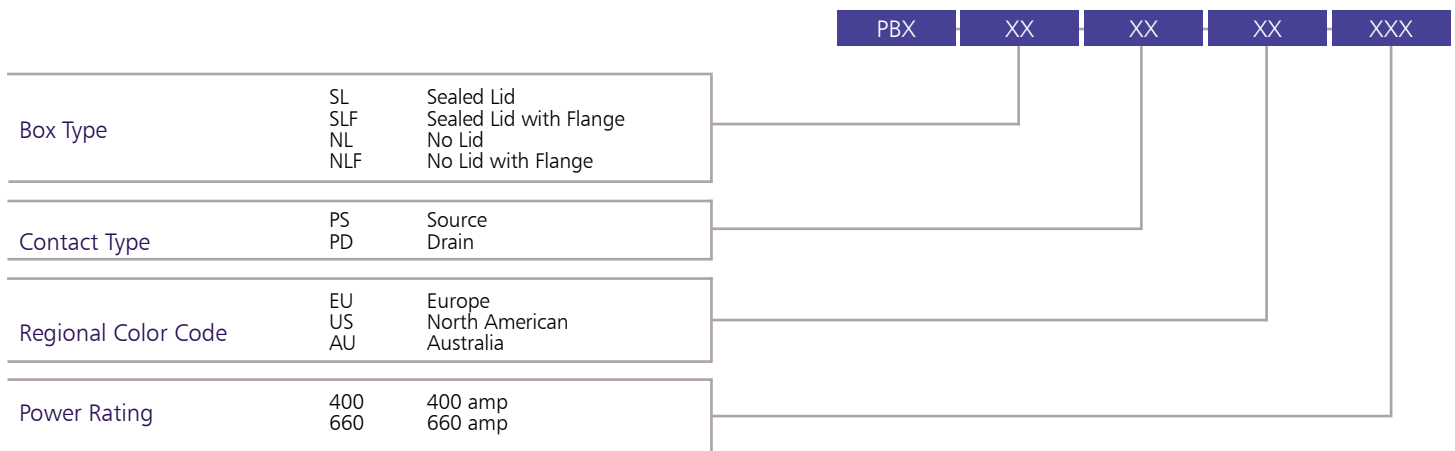 PBX XX XX XX XXX
Box Type
SL Sealed Lid
SLF Sealed Lid with Flange
NL No Lid
NLF No Lid with Flange
Contact Type
PS Source
PD Drain
Regional Color Code
EU Europe
US North American
AU Australia
Power Rating
400 400 amp
660 660 amp